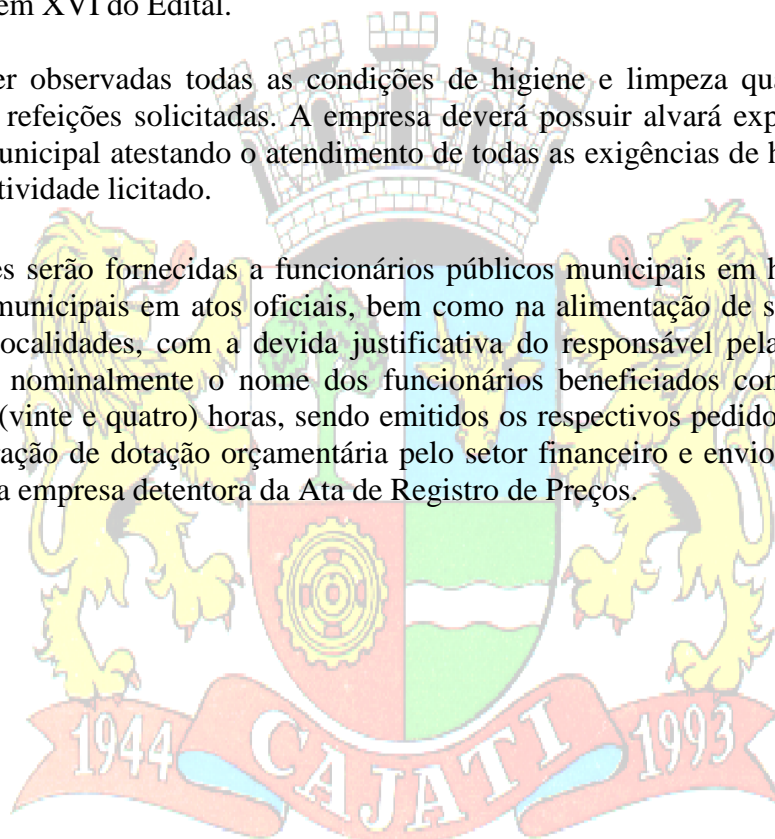 em XVI do Edital.
er observadas todas as condições de higiene e limpeza qu
refeições solicitadas. A empresa deverá possuir alvará exp
unicipal atestando o atendimento de todas as exigências de h
tividade licitado.
es serão fornecidas a funcionários públicos municipais em h
municipais em atos oficiais, bem como na alimentação de s
ocalidades, com a devida justificativa do responsável pela
nominalmente o nome dos funcionários beneficiados com
(vinte e quatro) horas, sendo emitidos os respectivos pedido
ação de dotação orçamentária pelo setor financeiro e envio
a empresa detentora da Ata de Registro de Preços.
1944 CAJATI 1993